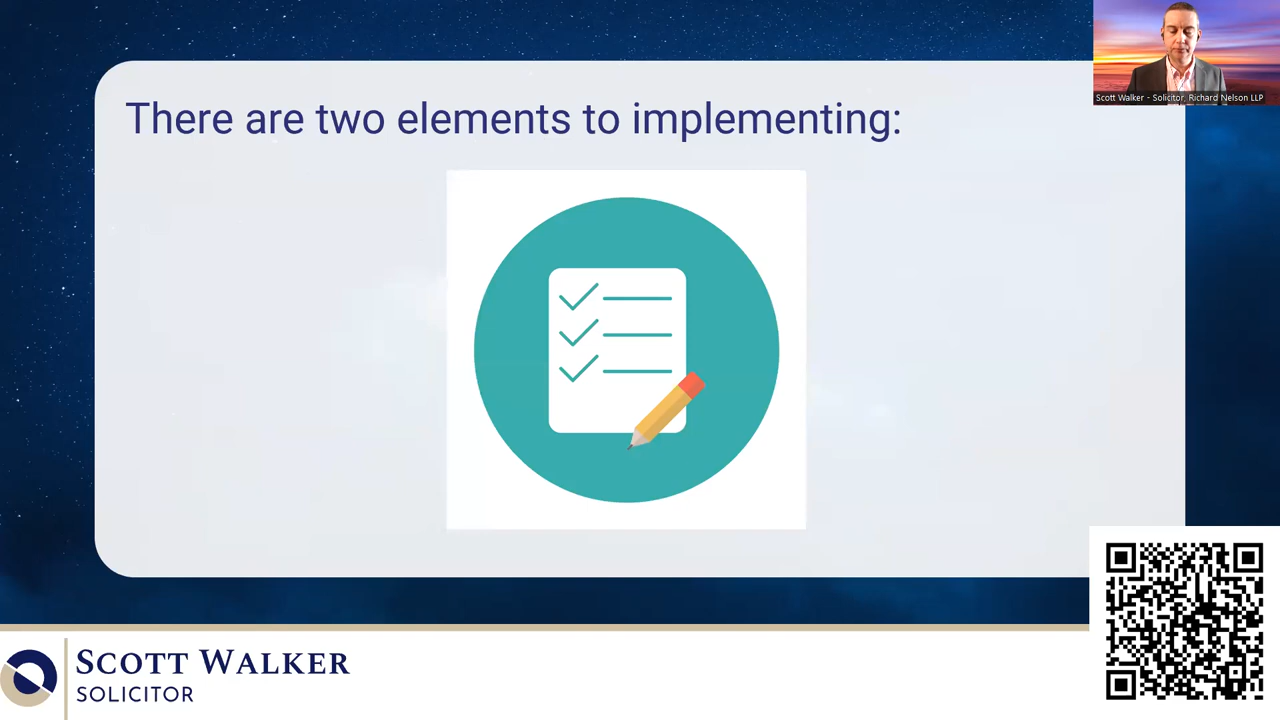 There are two elements to implementing:
Scott Walker - Solicitor, Richard Nelson LLP
SCOTT WALKER
SOLICITOR